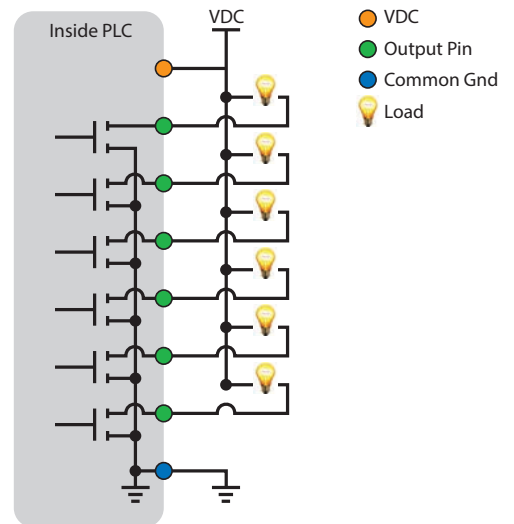 Inside PLC
VDC
VDC
Output Pin
Common Gnd
Load